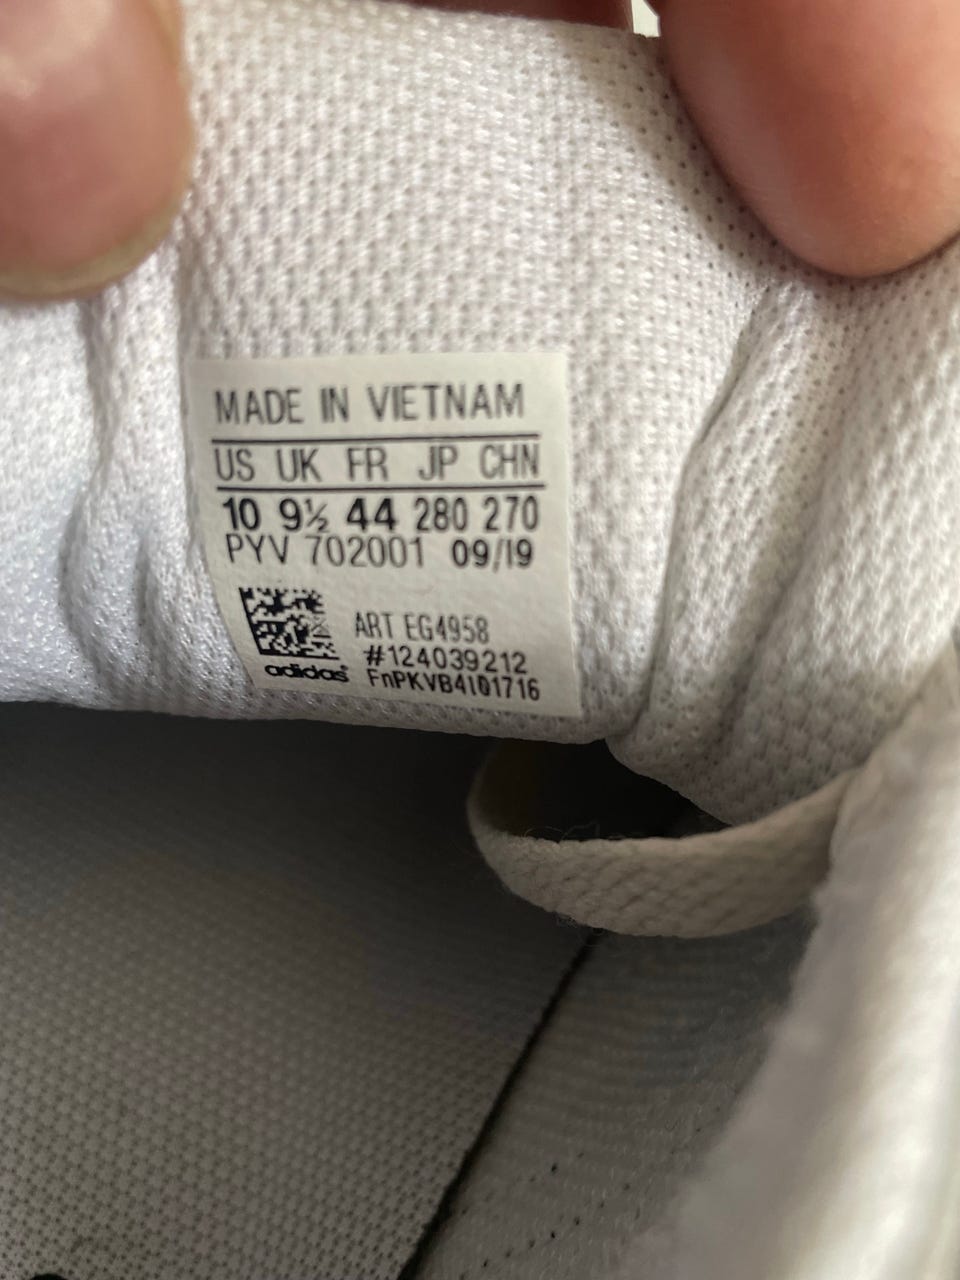 MADE IN VIETNAM
US UK FR JP CHN
10 9½ 44 280 270
PYV 702001 09/19
ART EG4958
#124039212
adidas FnPKVB4I01716